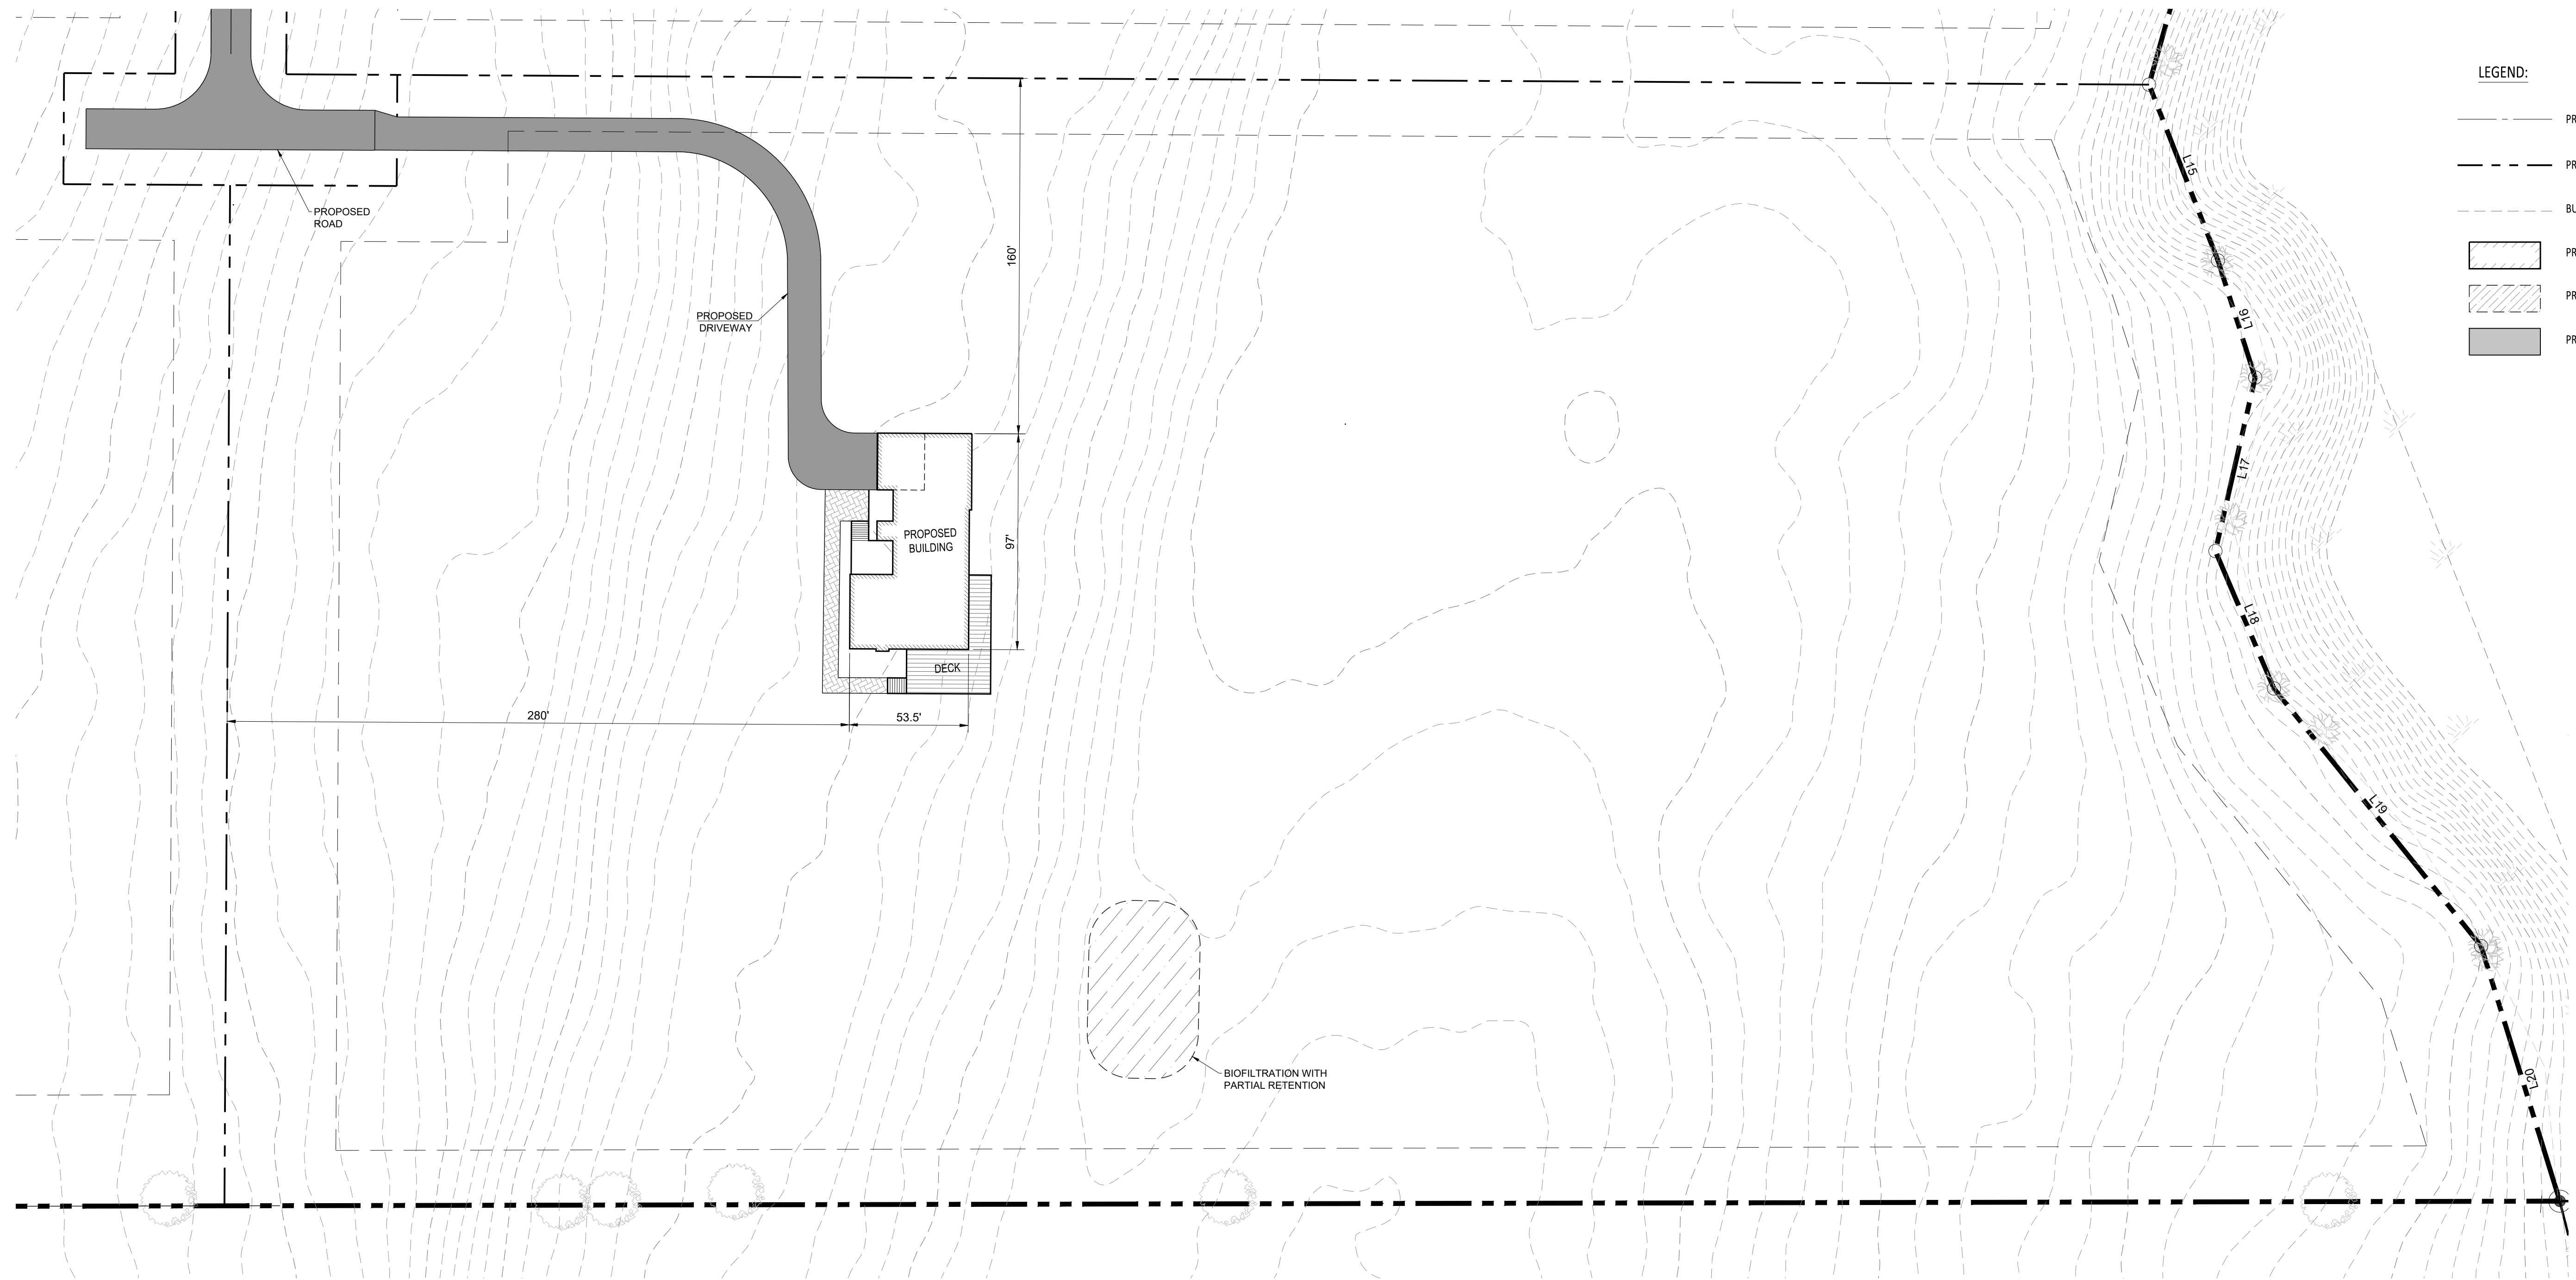 LEGEND:
PR
PR
BU
PR
PR
PR
PROPOSED
ROAD
PROPOSED
DRIVEWAY
160'
97'
PROPOSED
BUILDING
DECK
280'
53.5'
BIOFILTRATION WITH
PARTIAL RETENTION
L15
L16
L17
L18
L19
L20